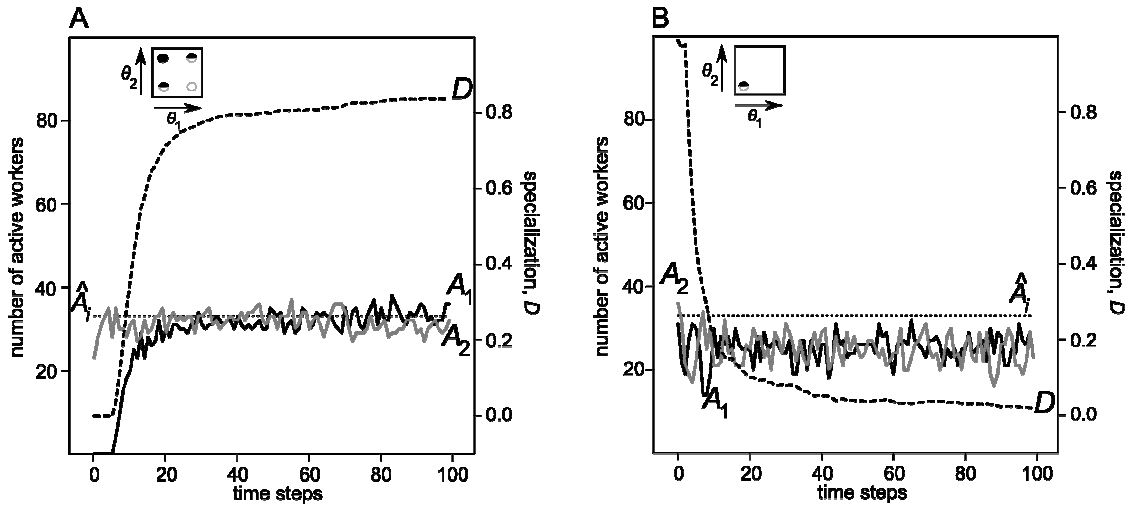 A
θ2
θ1
D
80
60
40
20
Âi
A1
A2
0.8
0.6
0.4
0.2
0.0
number of active workers
specialization, D
0
20
40
60
80
100
time steps
B
θ2
θ1
80
60
40
20
A2
A1
Âi
D
0.8
0.6
0.4
0.2
0.0
number of active workers
specialization, D
0
20
40
60
80
100
time steps